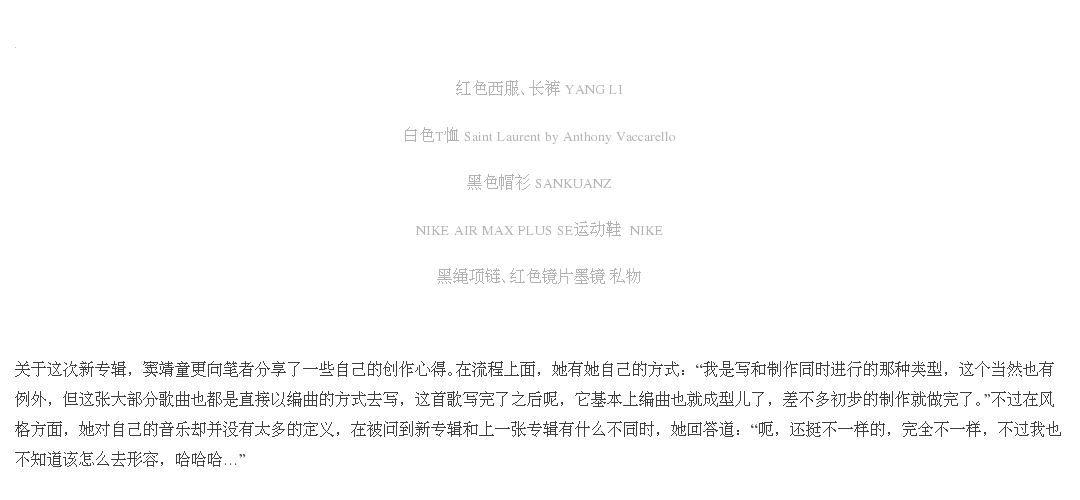 红色西服、长裤 YANG LI
白色T恤 Saint Laurent by Anthony Vaccarello
黑色帽衫 SANKUANZ
NIKE AIR MAX PLUS SE运动鞋 NIKE
黑绳项链、红色镜片墨镜 私物
关于这次新专辑，窦靖童更向笔者分享了一些自己的创作心得。在流程上面，她有她自己的方式：“我是写和制作同时进行的那种类型，这个当然也有
例外，但这张大部分歌曲也都是直接以编曲的方式去写，这首歌写完了之后呢，它基本上编曲也就成型儿了，差不多初步的制作就做完了。”不过在风
格方面，她对自己的音乐却并没有太多的定义，在被问到新专辑和上一张专辑有什么不同时，她回答道：“呃，还挺不一样的，完全不一样，不过我也
不知道该怎么去形容，哈哈哈…”